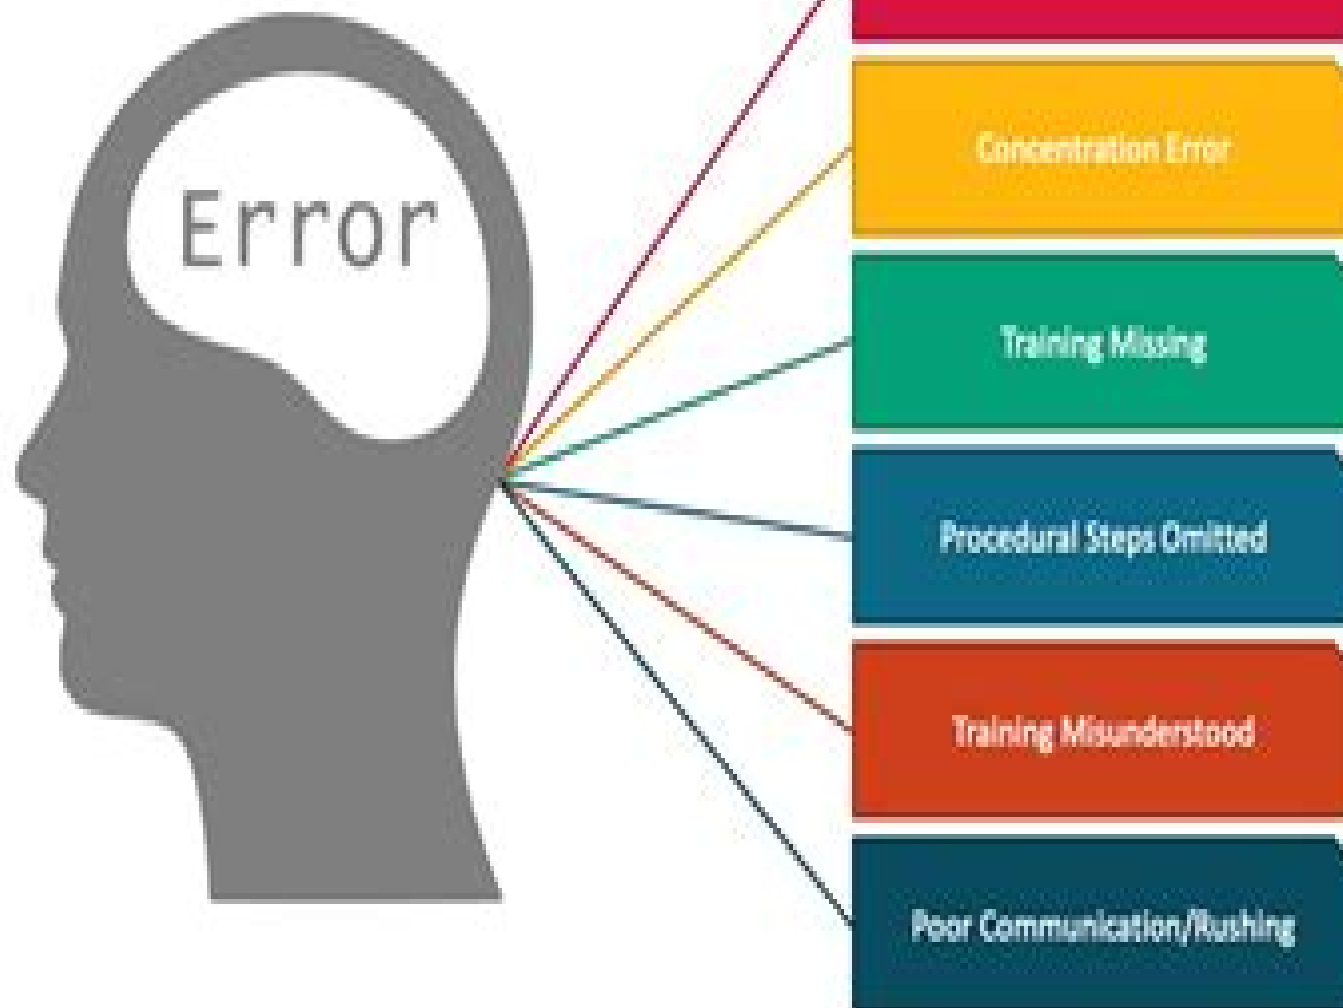 Error
Concentration Error
Training Missing
Procedural Steps Omitted
Training Misunderstood
Poor Communication/Rushing